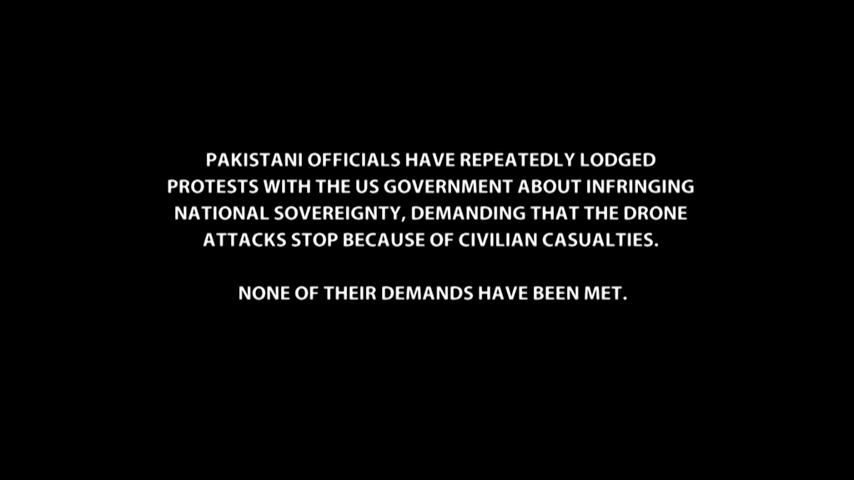 PAKISTANI OFFICIALS HAVE REPEATEDLY LODGED
PROTESTS WITH THE US GOVERNMENT ABOUT INFRINGING
NATIONAL SOVEREIGNTY, DEMANDING THAT THE DRONE
ATTACKS STOP BECAUSE OF CIVILIAN CASUALTIES.
NONE OF THEIR DEMANDS HAVE BEEN MET.